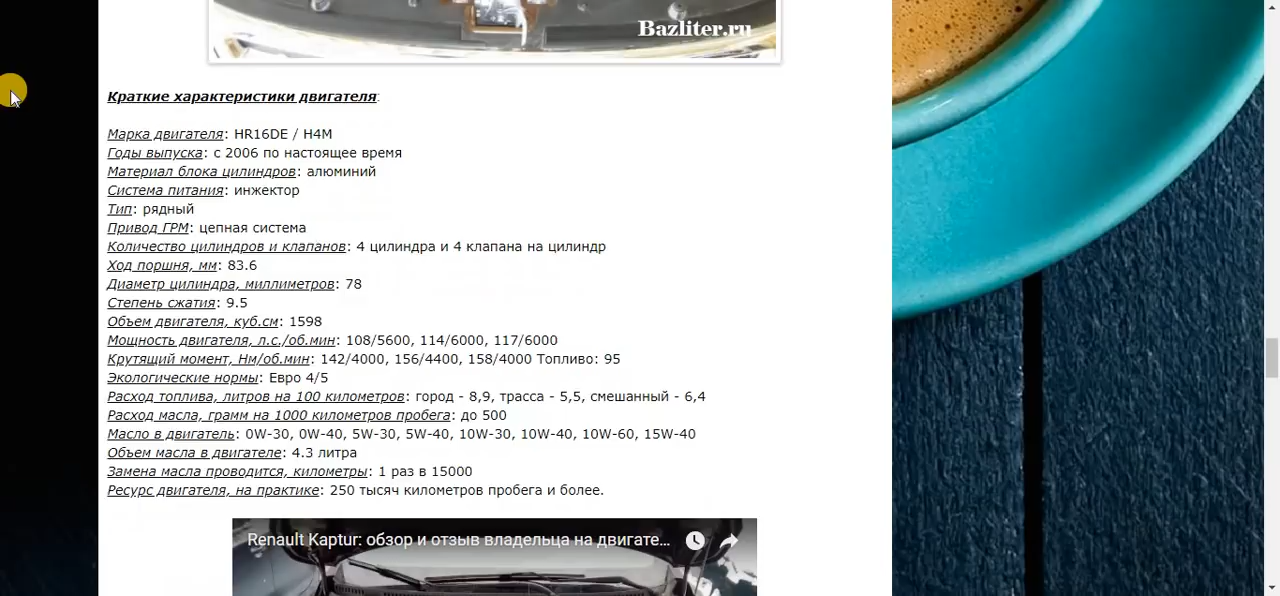 Bazliter.ru
Краткие характеристики двигателя:
Марка двигателя: HR16DE / H4M
Годы выпуска: с 2006 по настоящее время
Материал блока цилиндров: алюминий
Система питания: инжектор
Тип: рядный
Привод ГРМ: цепная система
Количество цилиндров и клапанов: 4 цилиндра и 4 клапана на цилиндр
Ход поршня, мм: 83.6
Диаметр цилиндра, миллиметров: 78
Степень сжатия: 9.5
Объем двигателя, куб.см: 1598
Мощность двигателя, л.с./об.мин: 108/5600, 114/6000, 117/6000
Крутящий момент, Нм/об.мин: 142/4000, 156/4400, 158/4000 Топливо: 95
Экологические нормы: Евро 4/5
Расход топлива, литров на 100 километров: город - 8,9, трасса - 5,5, смешанный - 6,4
Расход масла, грамм на 1000 километров пробега: до 500
Масло в двигатель: 0W-30, 0W-40, 5W-30, 5W-40, 10W-30, 10W-40, 10W-60, 15W-40
Объем масла в двигателе: 4.3 литра
Замена масла проводится, километры: 1 раз в 15000
Ресурс двигателя, на практике: 250 тысяч километров пробега и более.
Renault Kaptur: обзор и отзыв владельца на двигате...